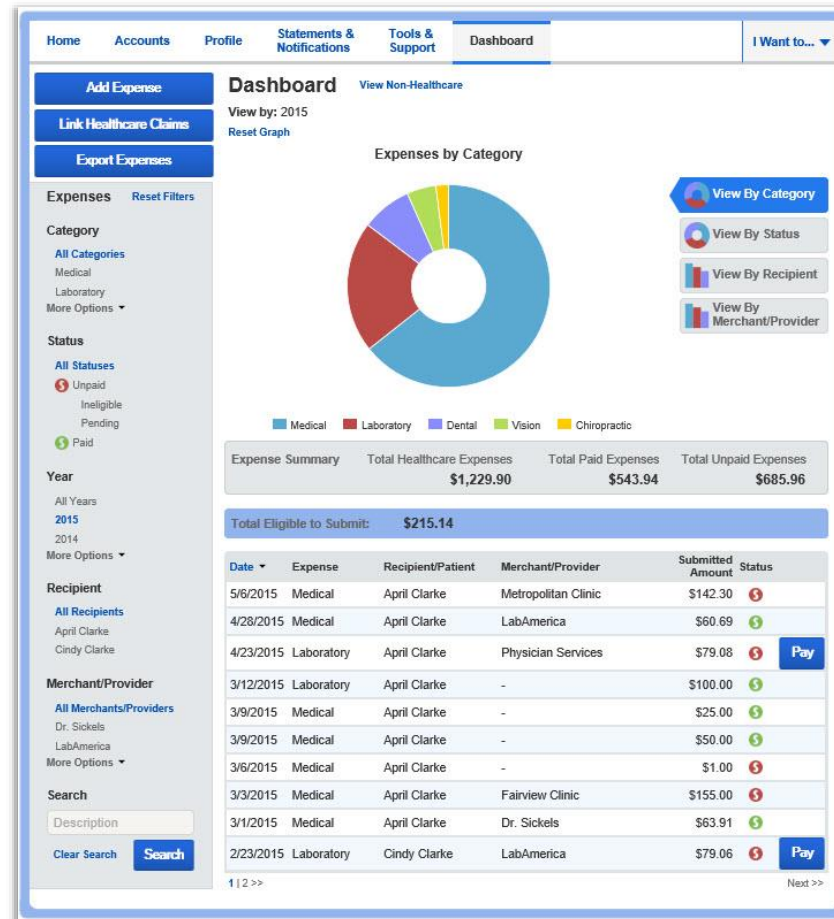 Home Accounts Profile Statements & Notifications Tools & Support Dashboard I Want to...
Add Expense
Link Healthcare Claims
Export Expenses
Expenses Reset Filters
Category
All Categories
Medical
Laboratory
More Options
Status
All Statuses
Unpaid
Ineligible
Pending
Paid
Year
All Years
2015
2014
More Options
Recipient
All Recipients
April Clarke
Cindy Clarke
Merchant/Provider
All Merchants/Providers
Dr. Sickels
LabAmerica
More Options
Search
Description
Clear Search Search
Dashboard View Non-Healthcare
View by: 2015
Reset Graph
Expenses by Category
View By Category
View By Status
View By Recipient
View By
Merchant/Provider
Medical Laboratory Dental Vision Chiropractic
Expense Summary Total Healthcare Expenses Total Paid Expenses Total Unpaid Expenses
$1,229.90 $543.94 $685.96
Total Eligible to Submit: $215.14
Date Expense Recipient/Patient Merchant/Provider Submitted Amount Status
5/6/2015 Medical April Clarke Metropolitan Clinic $142.30
4/28/2015 Medical April Clarke LabAmerica $60.69
4/23/2015 Laboratory April Clarke Physician Services $79.08 Pay
3/12/2015 Laboratory April Clarke - $100.00
3/9/2015 Medical April Clarke - $25.00
3/9/2015 Medical April Clarke - $50.00
3/6/2015 Medical April Clarke - $1.00
3/3/2015 Medical April Clarke Fairview Clinic $155.00
3/1/2015 Medical April Clarke Dr. Sickels $63.91
2/23/2015 Laboratory Cindy Clarke LabAmerica $79.06 Pay
1 | 2 >> Next >>